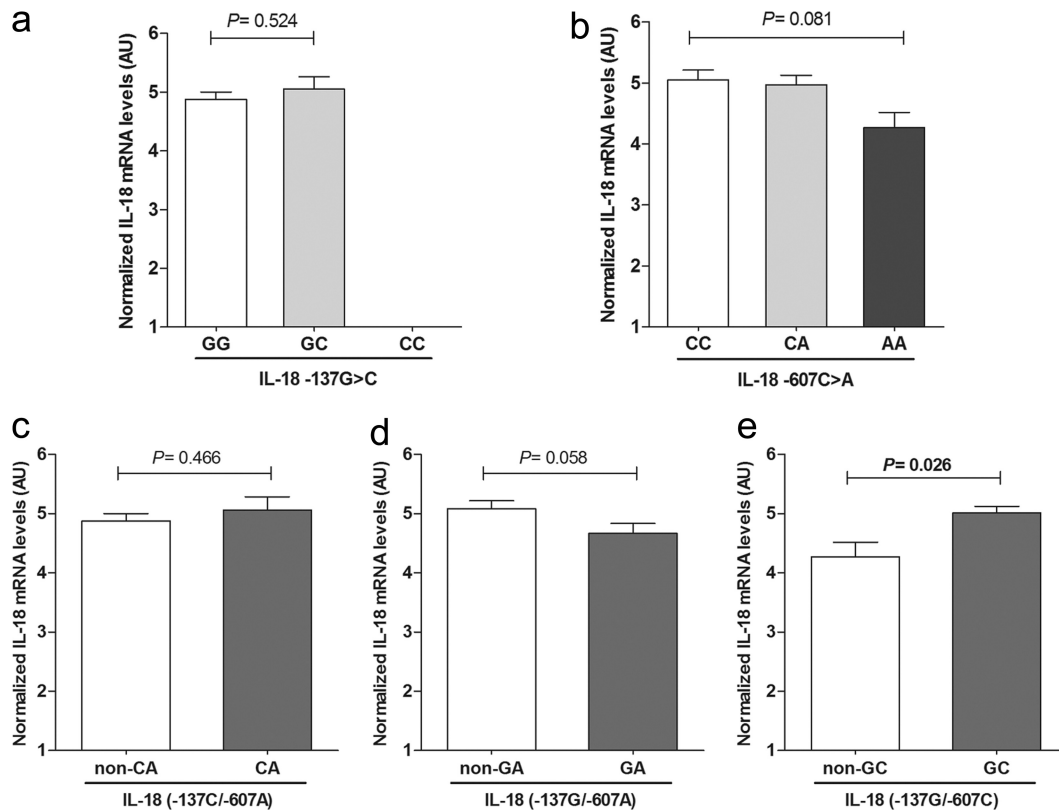 a
P= 0.524
Normalized IL-18 mRNA levels (AU)
6
5
4
3
2
1
GG GC CC
IL-18 -137G>C
b
P= 0.081
Normalized IL-18 mRNA levels (AU)
6
5
4
3
2
1
CC CA AA
IL-18 -607C>A
c
P= 0.466
Normalized IL-18 mRNA levels (AU)
6
5
4
3
2
1
non-CA CA
IL-18 (-137C/-607A)
d
P= 0.058
Normalized IL-18 mRNA levels (AU)
6
5
4
3
2
1
non-GA GA
IL-18 (-137G/-607A)
e
P= 0.026
Normalized IL-18 mRNA levels (AU)
6
5
4
3
2
1
non-GC GC
IL-18 (-137G/-607C)